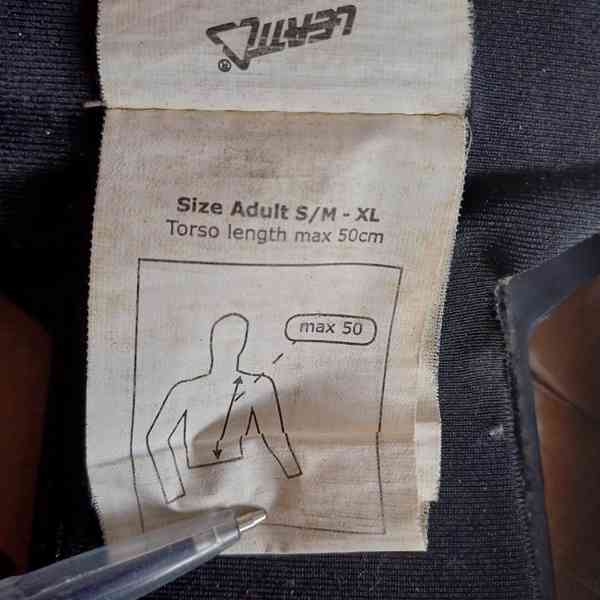 LEATT®
Size Adult S/M - XL
Torso length max 50cm
max 50